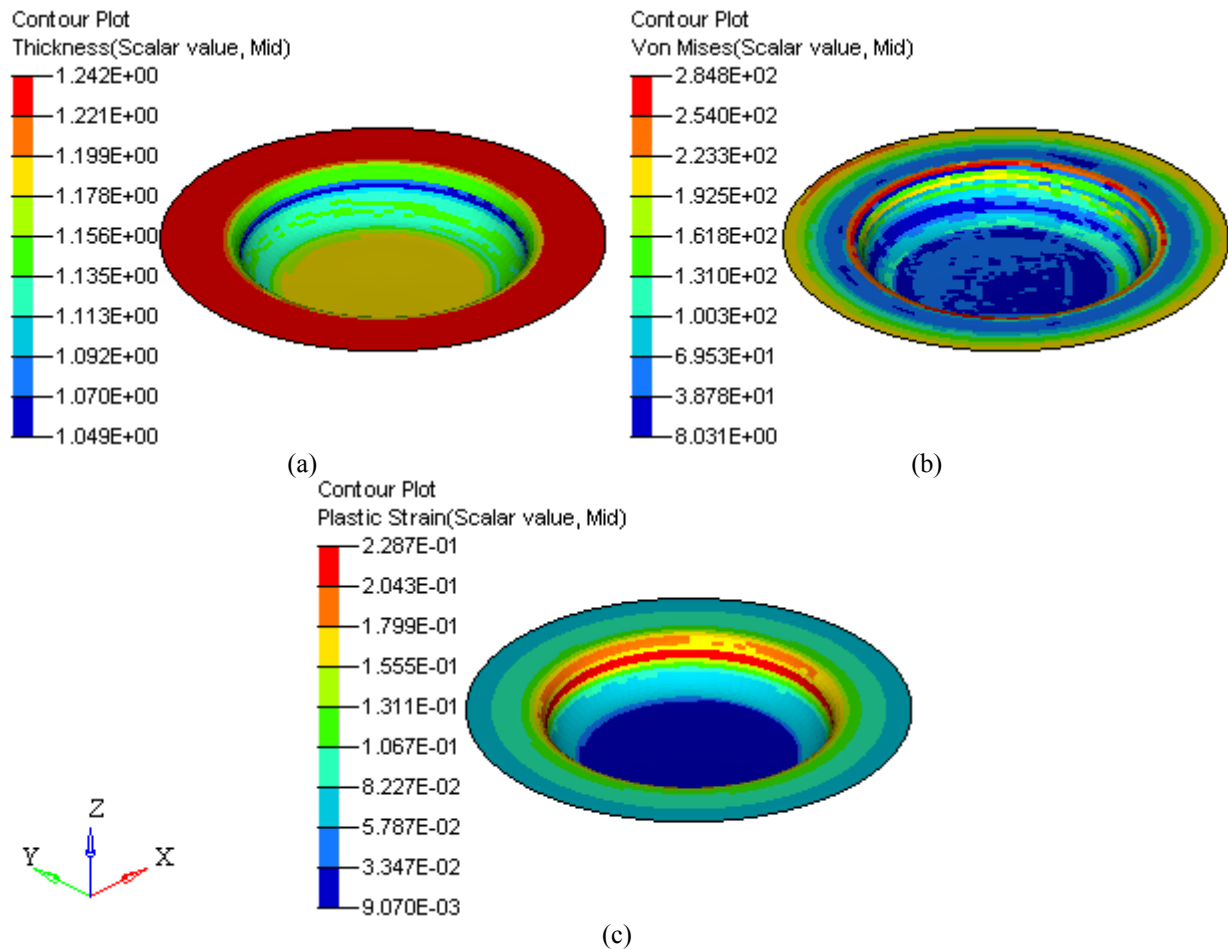 Contour Plot
Thickness(Scalar value, Mid)
1.242E+00
1.221E+00
1.199E+00
1.178E+00
1.156E+00
1.135E+00
1.113E+00
1.092E+00
1.070E+00
1.049E+00
(a)
Contour Plot
Von Mises(Scalar value, Mid)
2.848E+02
2.540E+02
2.233E+02
1.925E+02
1.618E+02
1.310E+02
1.003E+02
6.953E+01
3.878E+01
8.031E+00
(b)
Contour Plot
Plastic Strain(Scalar value, Mid)
2.287E-01
2.043E-01
1.799E-01
1.555E-01
1.311E-01
1.067E-01
8.227E-02
5.787E-02
3.347E-02
9.070E-03
Z
Y
X
(c)